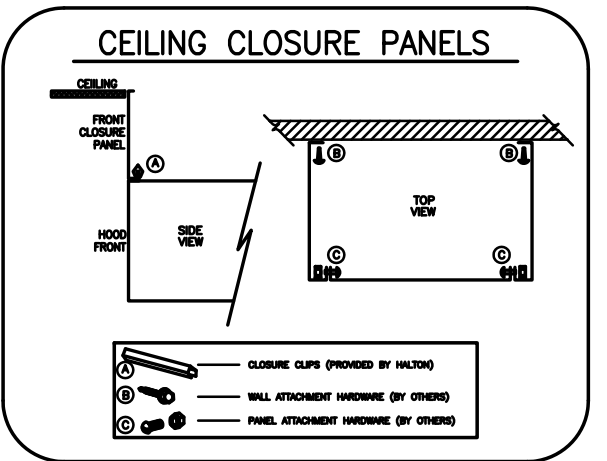 CEILING CLOSURE PANELS
CEIILING
FRONT
CLOSURE
PANEL
A
HOOD
FRONT
SIDE
VIEW
B
B
TOP
VIEW
C
C
A
CLOSURE CLIPS (PROVIDED BY HALTON)
B
WALL ATTACHMENT HARDWARE (BY OTHERS)
C
PANEL ATTACHMENT HARDWARE (BY OTHERS)